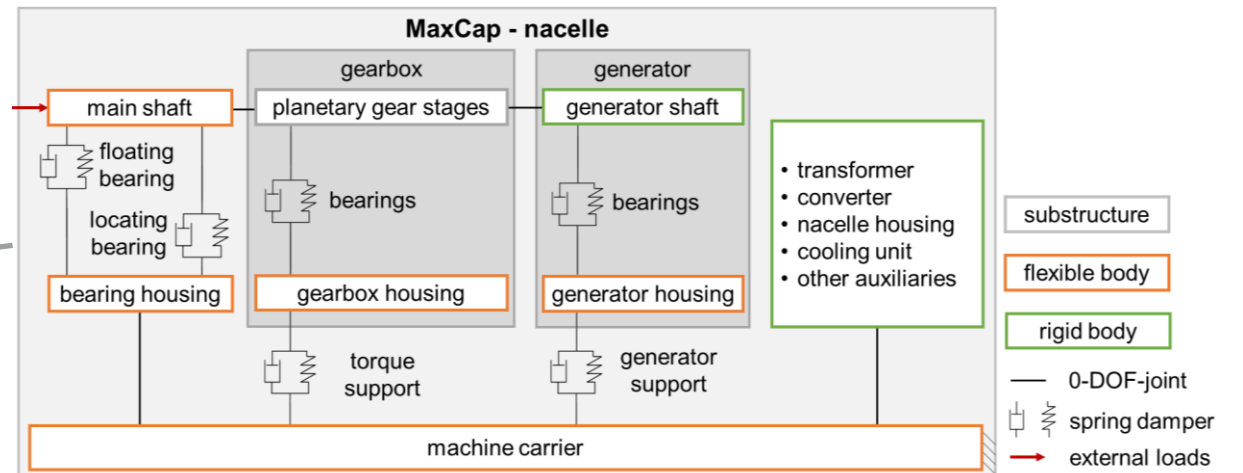 MaxCap - nacelle
gearbox
generator
main shaft
planetary gear stages
generator shaft
floating
bearing
locating
bearing
bearings
bearings
• transformer
• converter
• nacelle housing
• cooling unit
• other auxiliaries
bearing housing
gearbox housing
generator housing
torque
support
generator
support
machine carrier
substructure
flexible body
rigid body
0-DOF-joint
spring damper
external loads